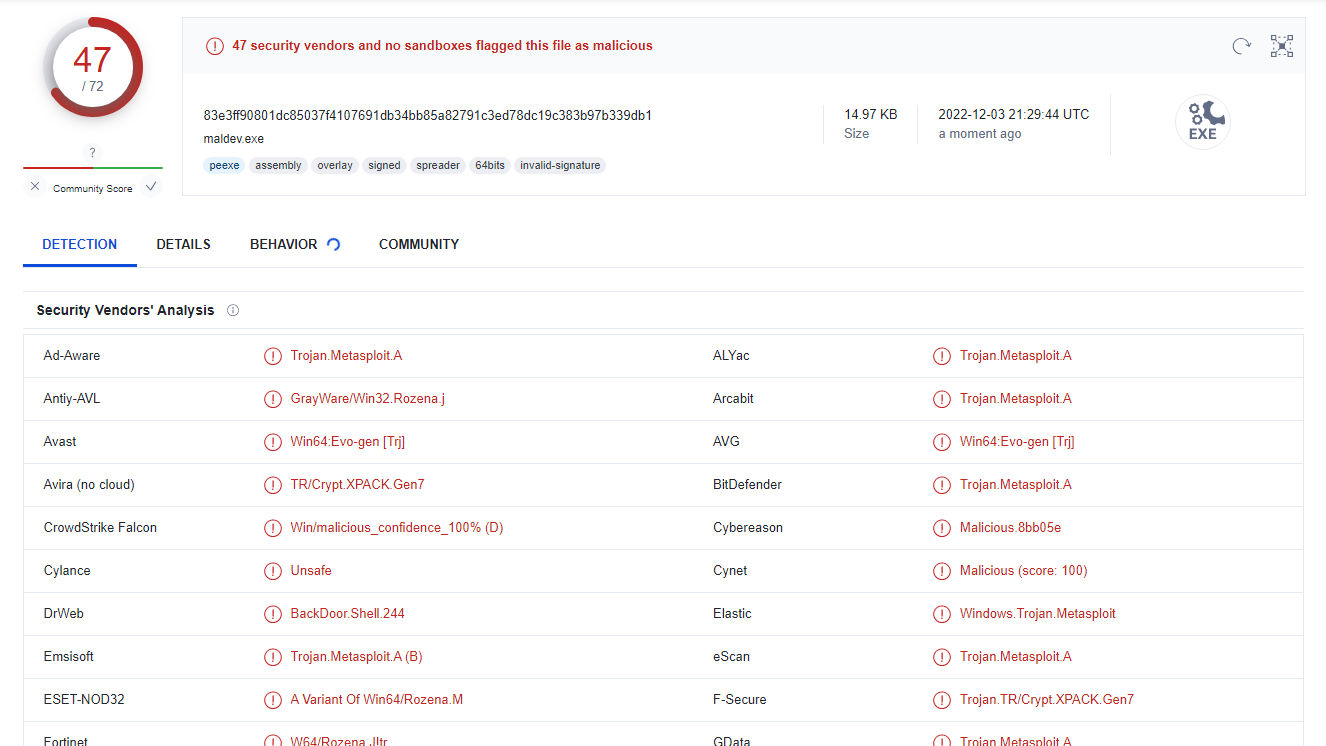 47
/ 72
?
Community Score
47 security vendors and no sandboxes flagged this file as malicious
83e3ff90801dc85037f4107691db34bb85a82791c3ed78dc19c383b97b339db1
maldev.exe
peexe assembly overlay signed spreader 64bits invalid-signature
14.97 KB
Size
2022-12-03 21:29:44 UTC
a moment ago
EXE
DETECTION DETAILS BEHAVIOR COMMUNITY
Security Vendors' Analysis
Ad-Aware Trojan.Metasploit.A ALYac Trojan.Metasploit.A
Antiy-AVL GrayWare/Win32.Rozena.j Arcabit Trojan.Metasploit.A
Avast Win64:Evo-gen [Trj] AVG Win64:Evo-gen [Trj]
Avira (no cloud) TR/Crypt.XPACK.Gen7 BitDefender Trojan.Metasploit.A
CrowdStrike Falcon Win/malicious_confidence_100% (D) Cybereason Malicious.8bb05e
Cylance Unsafe Cynet Malicious (score: 100)
DrWeb BackDoor.Shell.244 Elastic Windows.Trojan.Metasploit
Emsisoft Trojan.Metasploit.A (B) eScan Trojan.Metasploit.A
ESET-NOD32 A Variant Of Win64/Rozena.M F-Secure Trojan.TR/Crypt.XPACK.Gen7
Fortinet W64/Rozena.J!tr GData Trojan.Metasploit.A